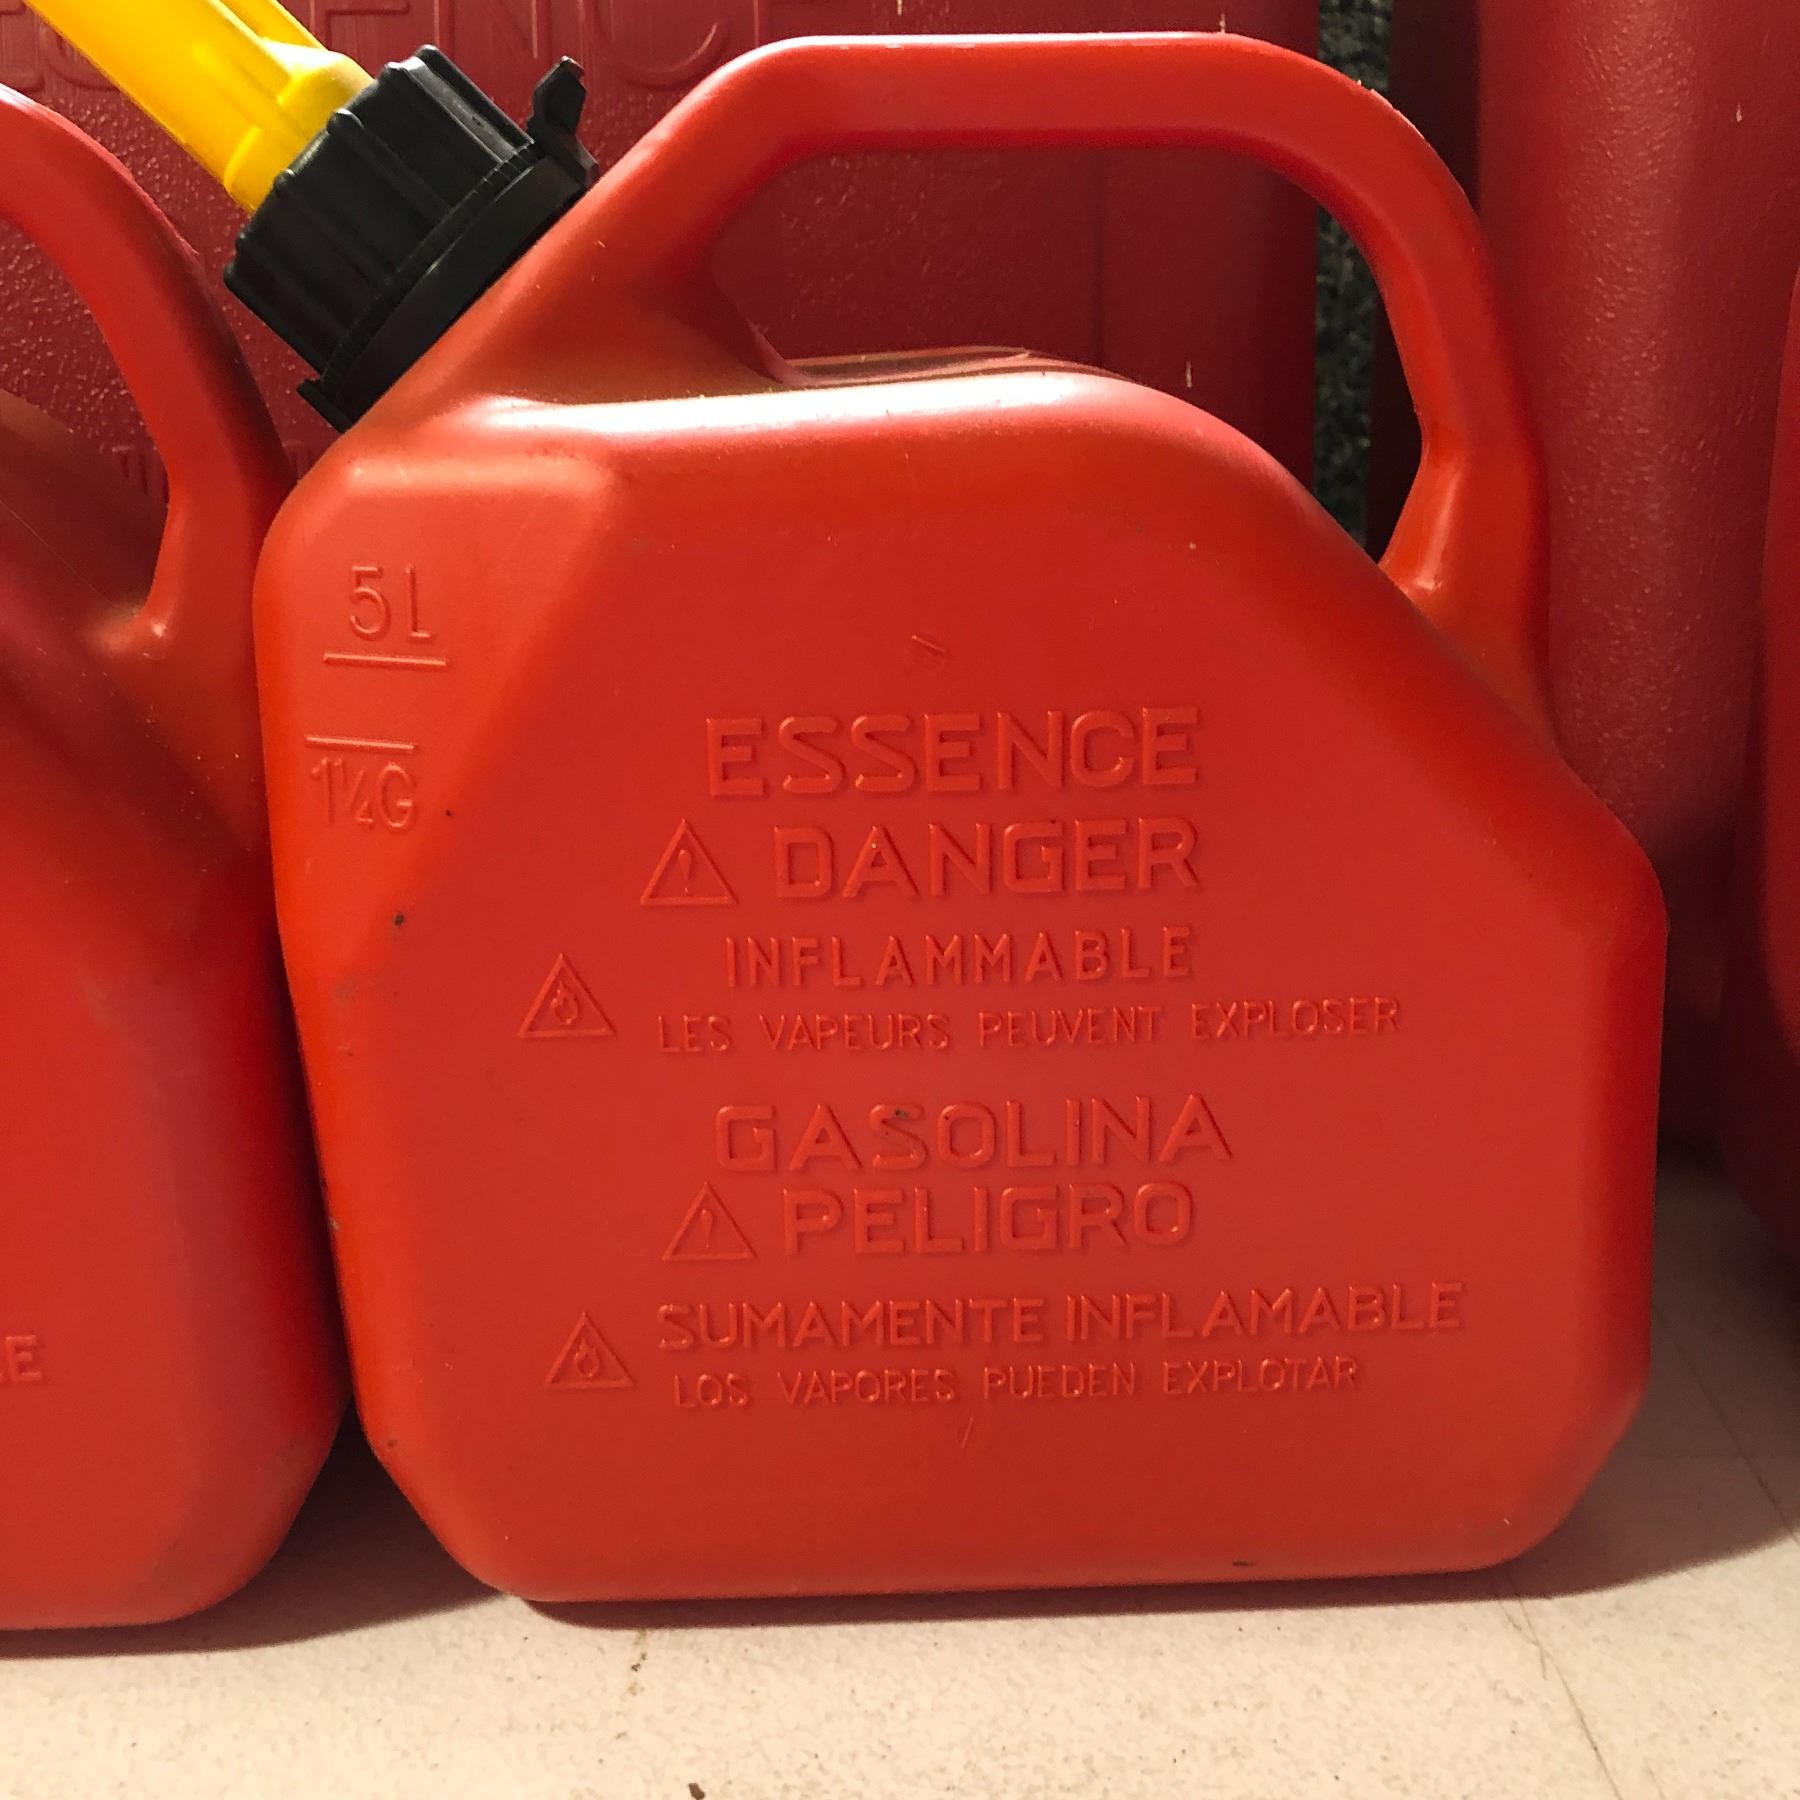 5L
1¼G
ESSENCE
DANGER
INFLAMMABLE
LES VAPEURS PEUVENT EXPLOSER
GASOLINA
PELIGRO
SUMAMENTE INFLAMABLE
LOS VAPORES PUEDEN EXPLOTAR